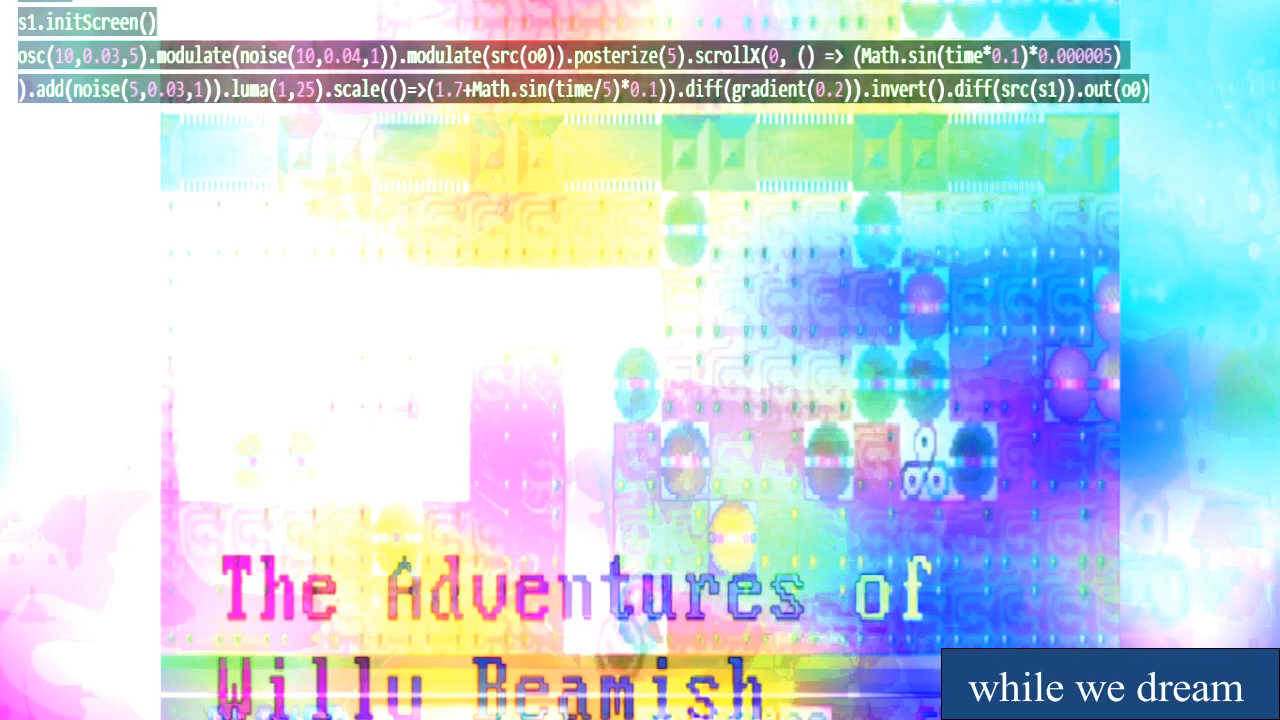 s1.initScreen()
osc(10,0.03,5).modulate(noise(10,0.04,1)).modulate(src(o0)).posterize(5).scrollX(0, () => (Math.sin(time*0.1)*0.000005)
).add(noise(5,0.03,1)).luma(1,25).scale(()=>(1.7+Math.sin(time/5)*0.1)).diff(gradient(0.2)).invert().diff(src(s1)).out(o0)
The Adventures of
Willy Beamish
while we dream